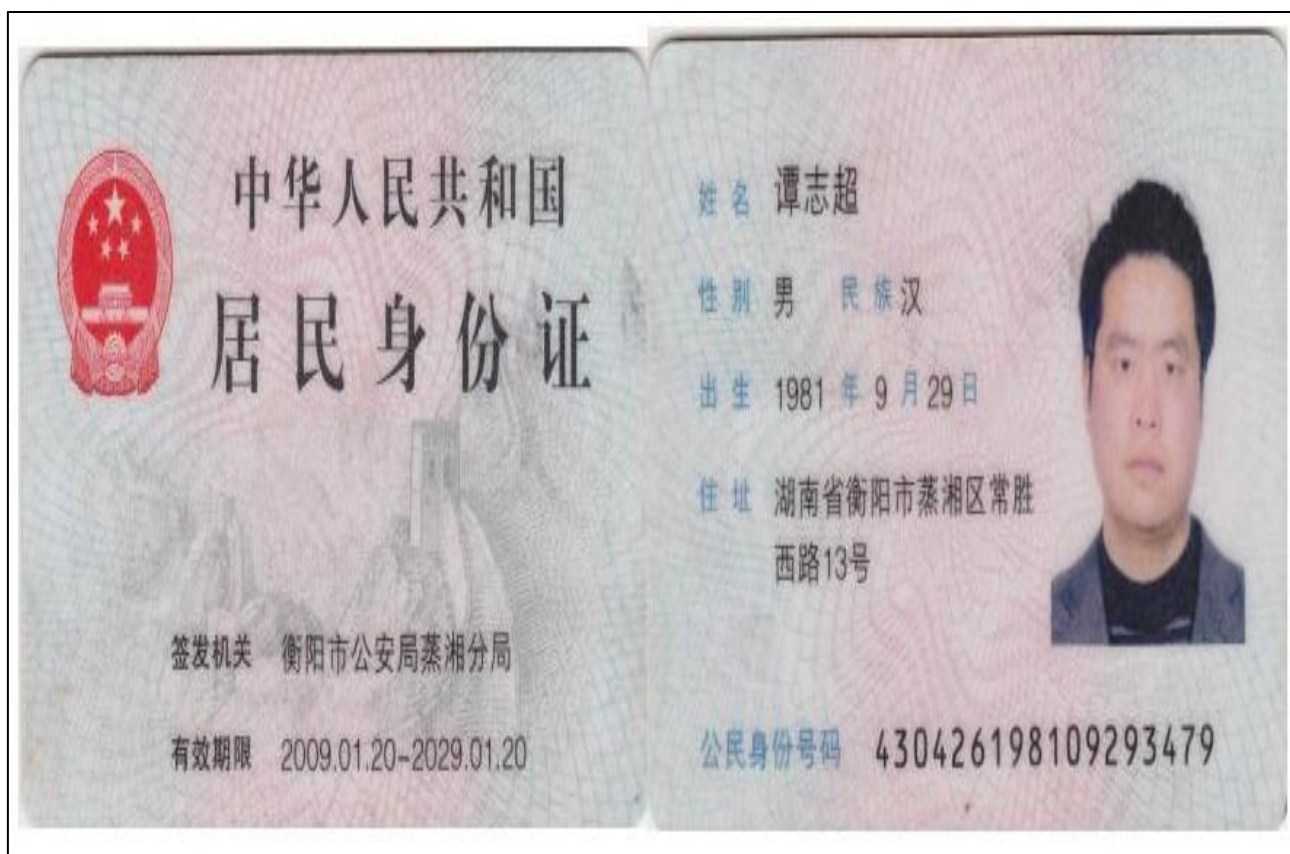 中华人民共和国
居民身份证
签发机关 衡阳市公安局蒸湘分局
有效期限 2009.01.20-2029.01.20
姓名 谭志超
性别 男 民族 汉
出生 1981 年 9 月 29 日
住址 湖南省衡阳市蒸湘区常胜
西路13号
公民身份号码 430426198109293479